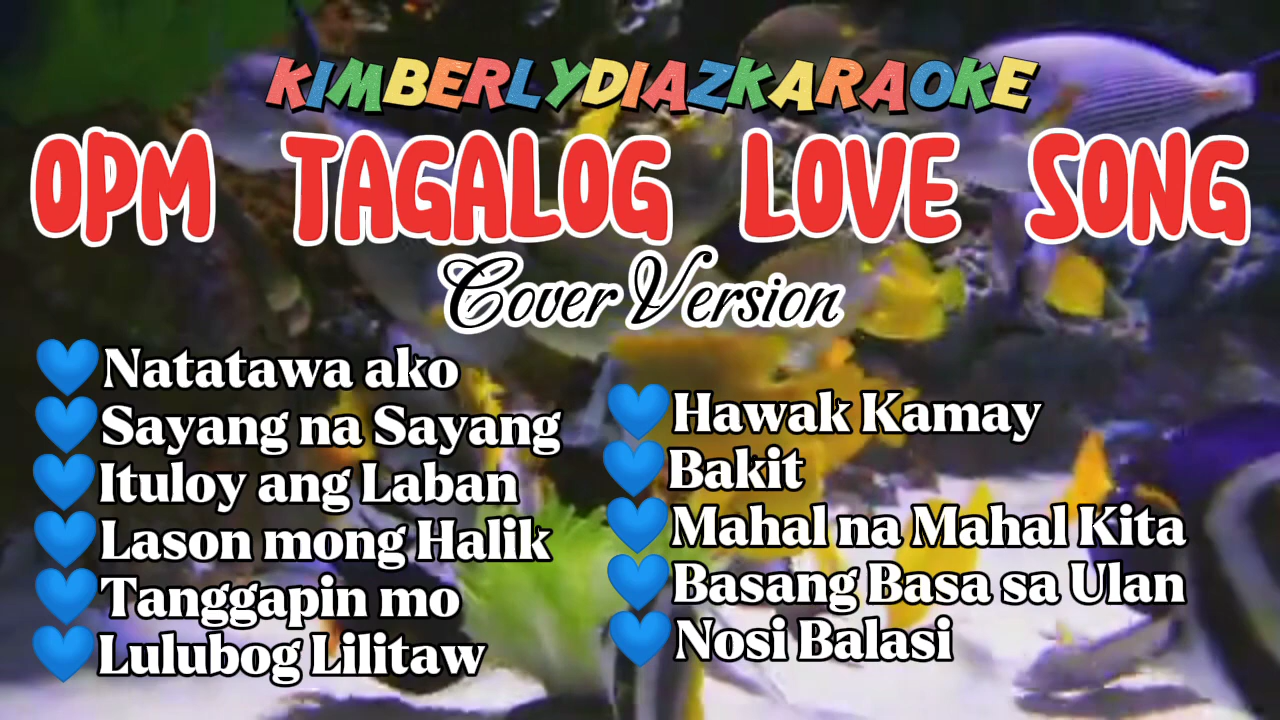 KIMBERLYDIAZKARAOKE
OPM TAGALOG LOVE SONG
Cover Version
Natatawa ako
Sayang na Sayang
Ituloy ang Laban
Lason mong Halik
Tanggapin mo
Lulubog Lilitaw
Hawak Kamay
Bakit
Mahal na Mahal Kita
Basang Basa sa Ulan
Nosi Balasi